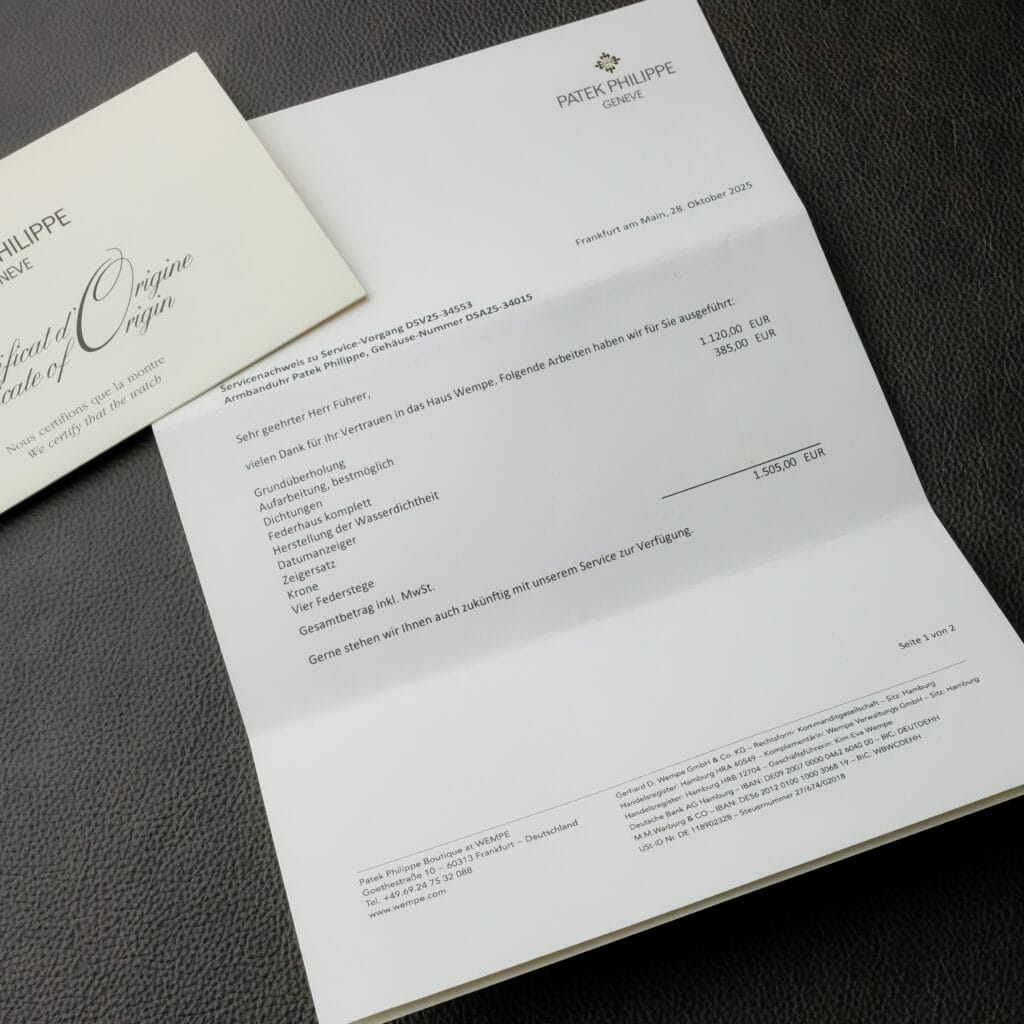 PATEK PHILIPPE
GENEVE
HILIPPE
NEVE
ificat d'Origine
icate of Origin
Nous certifions que la montre
We certify that the watch
Frankfurt am Main, 28. Oktober 2025
Servicenachweis zu Service-Vorgang DSV25-34553
Armbanduhr Patek Philippe, Gehäuse-Nummer DSA25-34015
Sehr geehrter Herr Führer,
vielen Dank für Ihr Vertrauen in das Haus Wempe. Folgende Arbeiten haben wir für Sie ausgeführt:
Grundüberholung 1.120,00 EUR
Aufarbeitung, bestmöglich 385,00 EUR
Dichtungen
Federhaus komplett
Herstellung der Wasserdichtheit
Datumanzeiger
Zeigersatz
Krone
Vier Federstege
Gesamtbetrag inkl. MwSt. 1.505,00 EUR
Gerne stehen wir Ihnen auch zukünftig mit unserem Service zur Verfügung.
Seite 1 von 2
Patek Philippe Boutique at WEMPE
Goethestraße 10 – 60313 Frankfurt – Deutschland
Tel. +49.69.24 75 32 088
www.wempe.com
Gerhard D. Wempe GmbH & Co. KG – Rechtsform: Kommanditgesellschaft – Sitz: Hamburg
Handelsregister: Hamburg HRA 40549 – Komplementärin: Wempe Verwaltungs GmbH – Sitz: Hamburg
Handelsregister: Hamburg HRB 12704 – Geschäftsführerin: Kim-Eva Wempe
Deutsche Bank AG Hamburg – IBAN: DE09 2007 0000 0462 6040 00 – BIC: DEUTDEHH
M.M.Warburg & CO – IBAN: DE56 2012 0100 1000 3068 19 – BIC: WBWCDEHH
USt-ID Nr. DE 118902328 – Steuernummer 27/674/02018